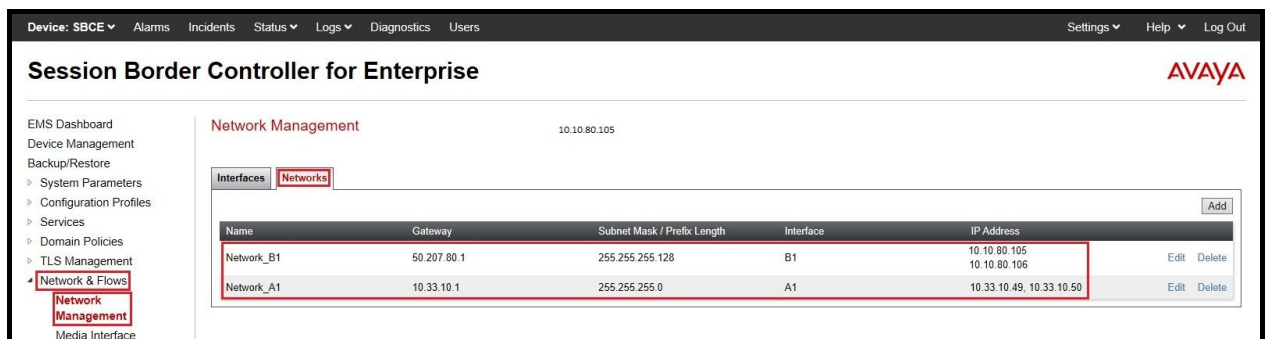 Device: SBCE Alarms Incidents Status Logs Diagnostics Users Settings Help Log Out
Session Border Controller for Enterprise AVAYA
EMS Dashboard
Device Management
Backup/Restore
System Parameters
Configuration Profiles
Services
Domain Policies
TLS Management
Network & Flows
Network
Management
Media Interface
Network Management 10.10.80.105
Interfaces Networks
Add
Name Gateway Subnet Mask / Prefix Length Interface IP Address
Network_B1 50.207.80.1 255.255.255.128 B1 10.10.80.105
10.10.80.106 Edit Delete
Network_A1 10.33.10.1 255.255.255.0 A1 10.33.10.49, 10.33.10.50 Edit Delete